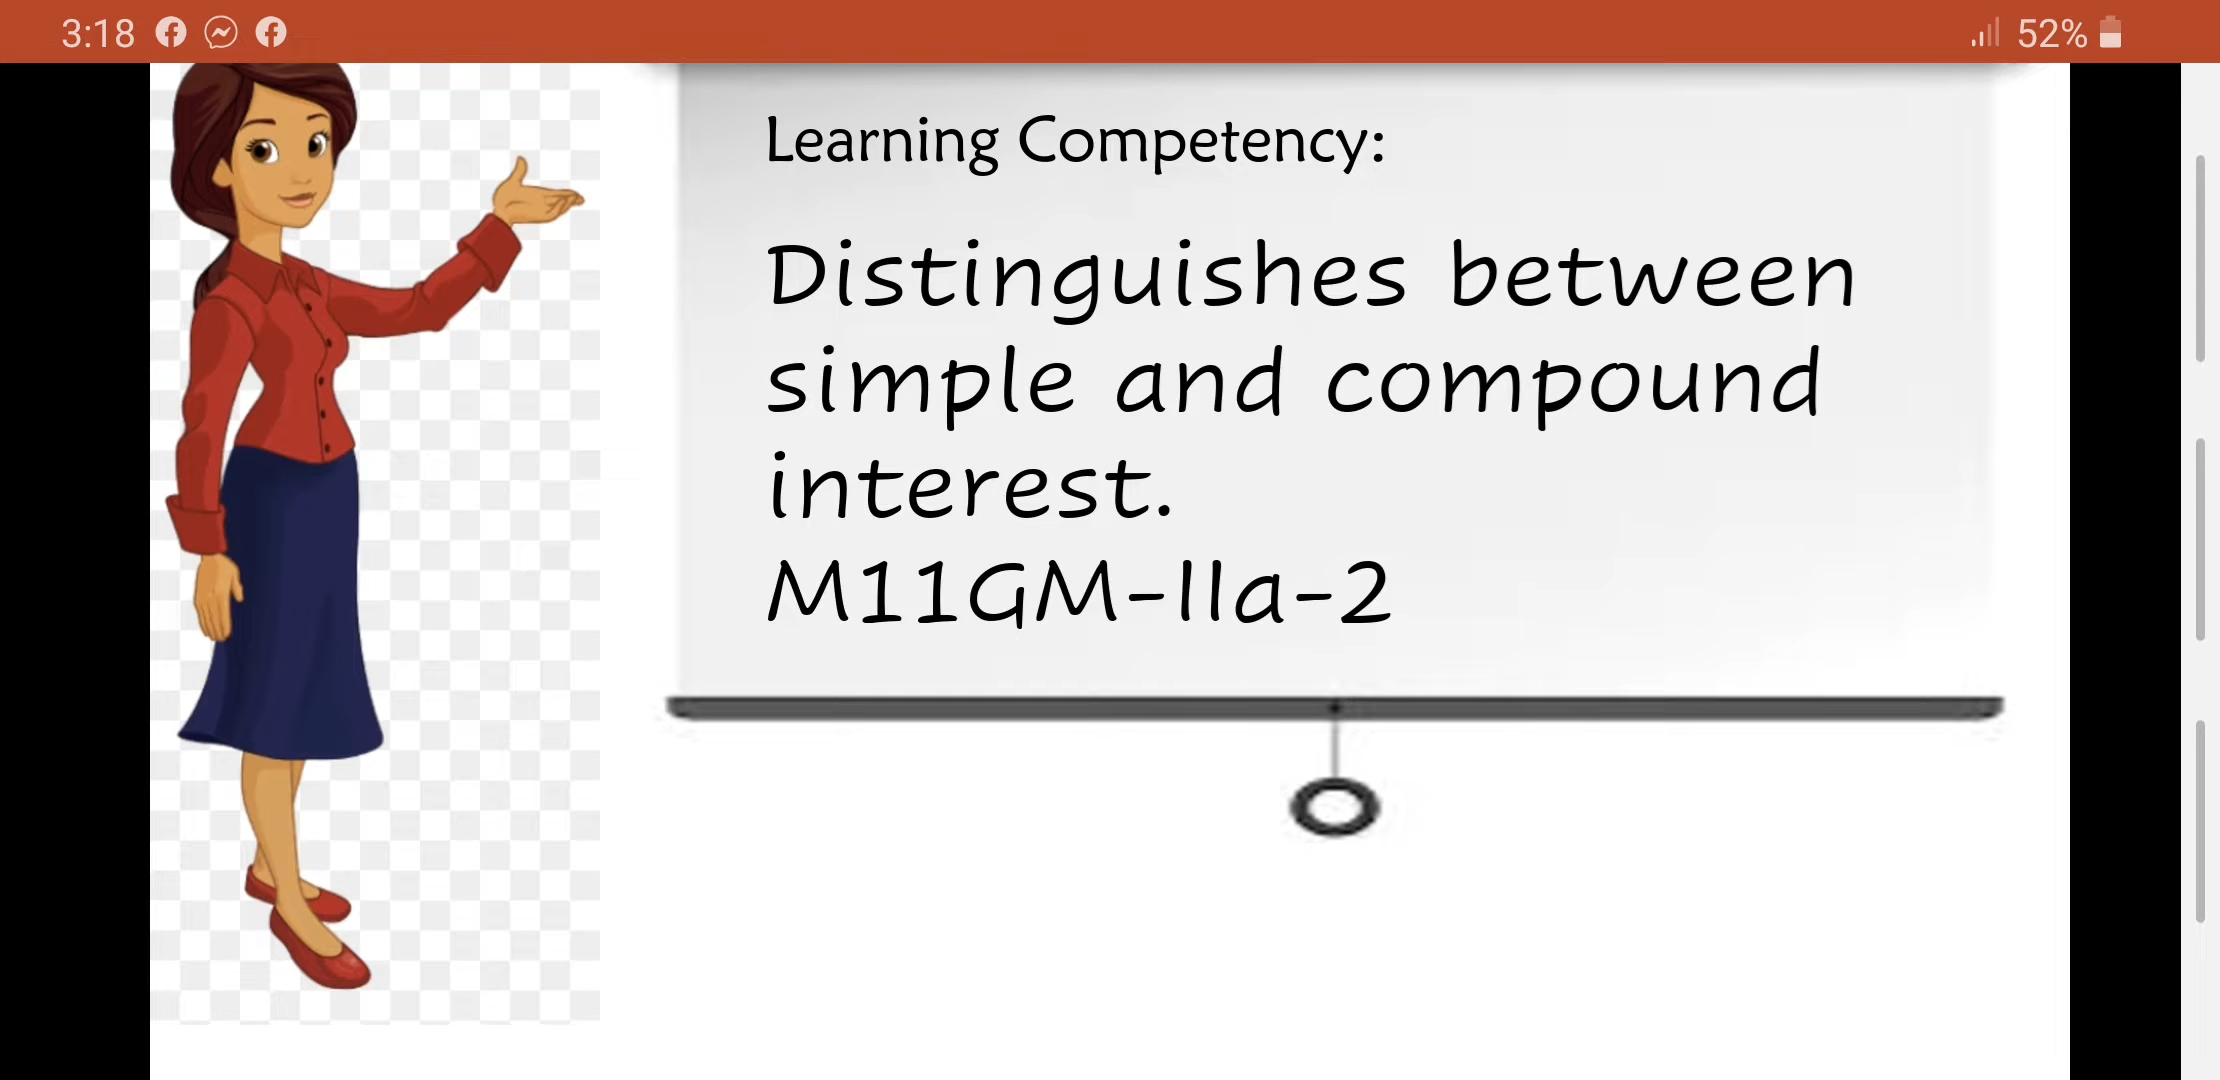 3:18
52%
Learning Competency:
Distinguishes between
simple and compound
interest.
M11GM-IIa-2